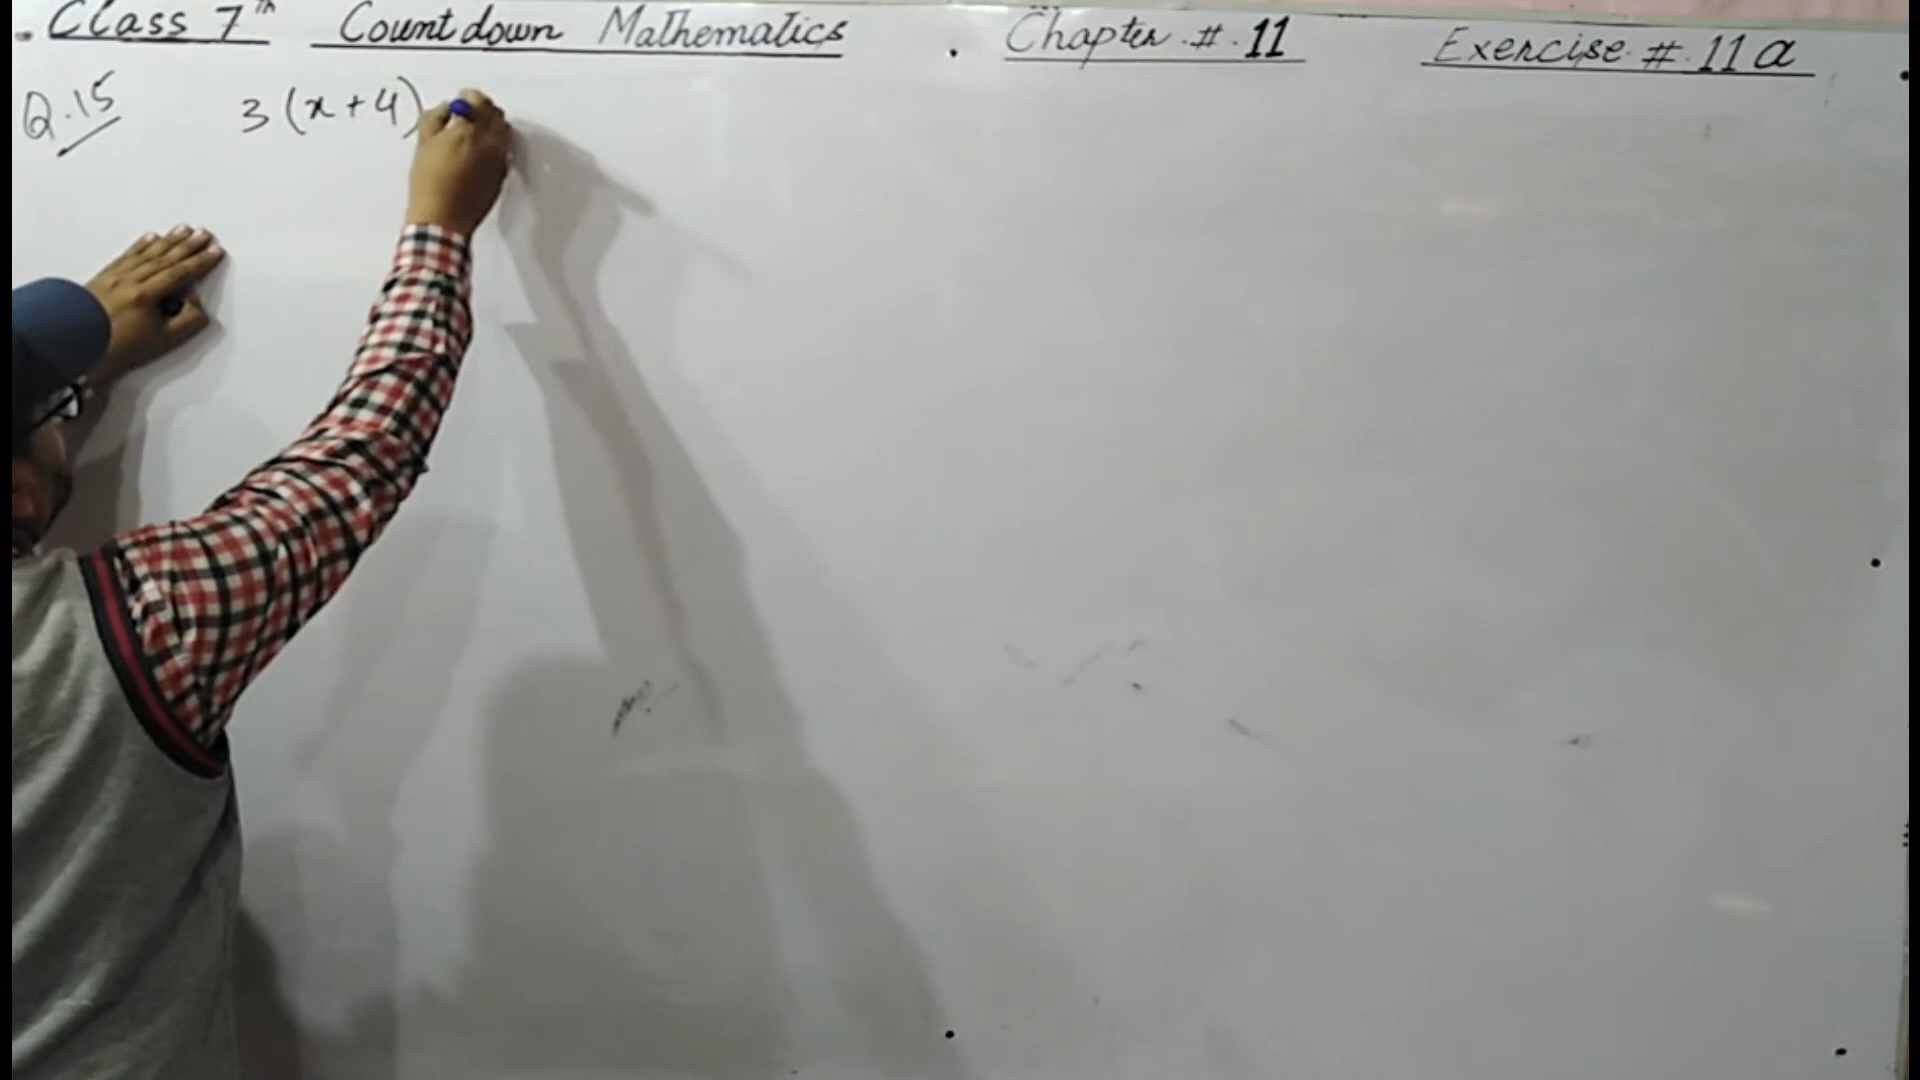 Class 7th Countdown Mathematics . Chapter # 11 Exercise # 11a
Q.15 3(x+4)